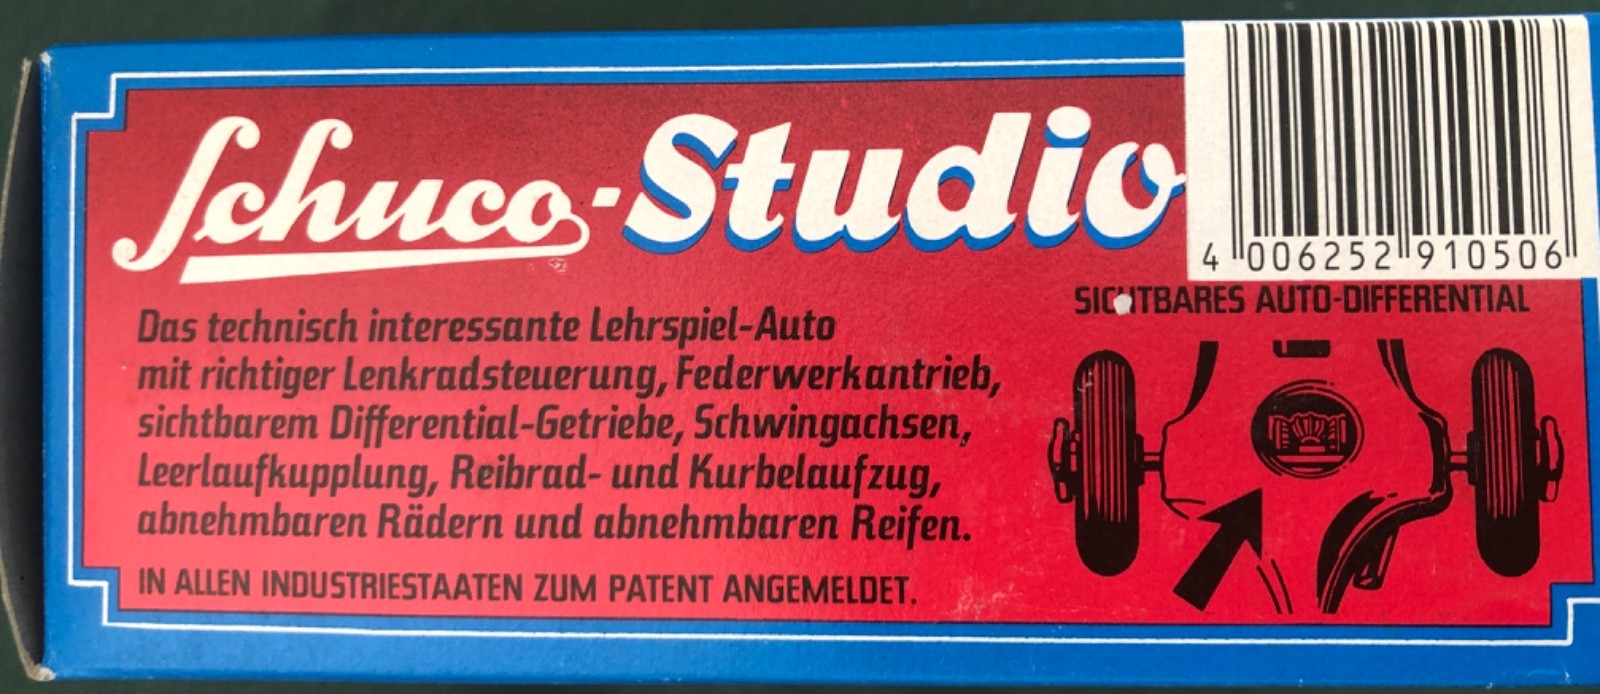 Schuco-Studio
4 006252 910506
Das technisch interessante Lehrspiel-Auto
mit richtiger Lenkradsteuerung, Federwerkantrieb,
sichtbarem Differential-Getriebe, Schwingachsen,
Leerlaufkupplung, Reibrad- und Kurbelaufzug,
abnehmbaren Rädern und abnehmbaren Reifen.
IN ALLEN INDUSTRIESTAATEN ZUM PATENT ANGEMELDET.
SICHTBARES AUTO-DIFFERENTIAL